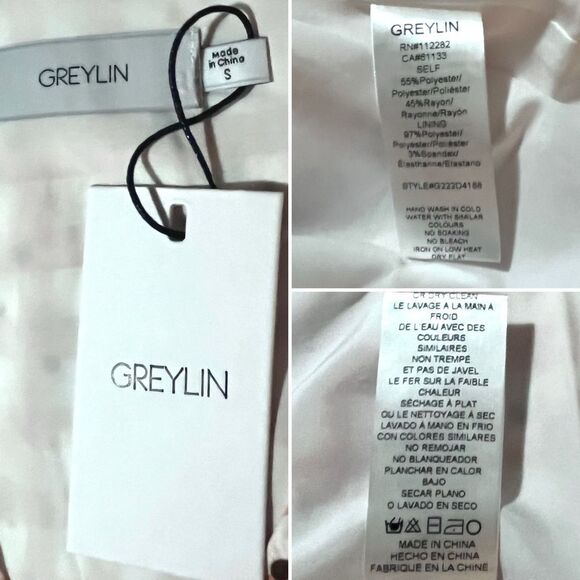 GREYLIN
Made
in China
S
GREYLIN
GREYLIN
RN#112282
CA#61133
SELF
55%Polyester/
Polyester/Poliéster
45%Rayon/
Rayonne/Rayón
LINING
97%Polyester/
Polyester/Poliéster
3%Spandex/
Élasthanne/Elastano
STYLE#G223D4188
HAND WASH IN COLD
WATER WITH SIMILAR
COLOURS
NO SOAKING
NO BLEACH
IRON ON LOW HEAT
DRY FLAT
OR DRY CLEAN
LE LAVAGE A LA MAIN À
FROID
DE L'EAU AVEC DES
COULEURS
SIMILAIRES
NON TREMPÉ
ET PAS DE JAVEL
LE FER SUR LA FAIBLE
CHALEUR
SÉCHAGE À PLAT
OU LE NETTOYAGE À SEC
LAVADO A MANO EN FRIO
CON COLORES SIMILARES
NO REMOJAR
NO BLANQUEADOR
PLANCHAR EN CALOR
BAJO
SECAR PLANO
O LAVADO EN SECO
MADE IN CHINA
HECHO EN CHINA
FABRIQUE EN LA CHINE